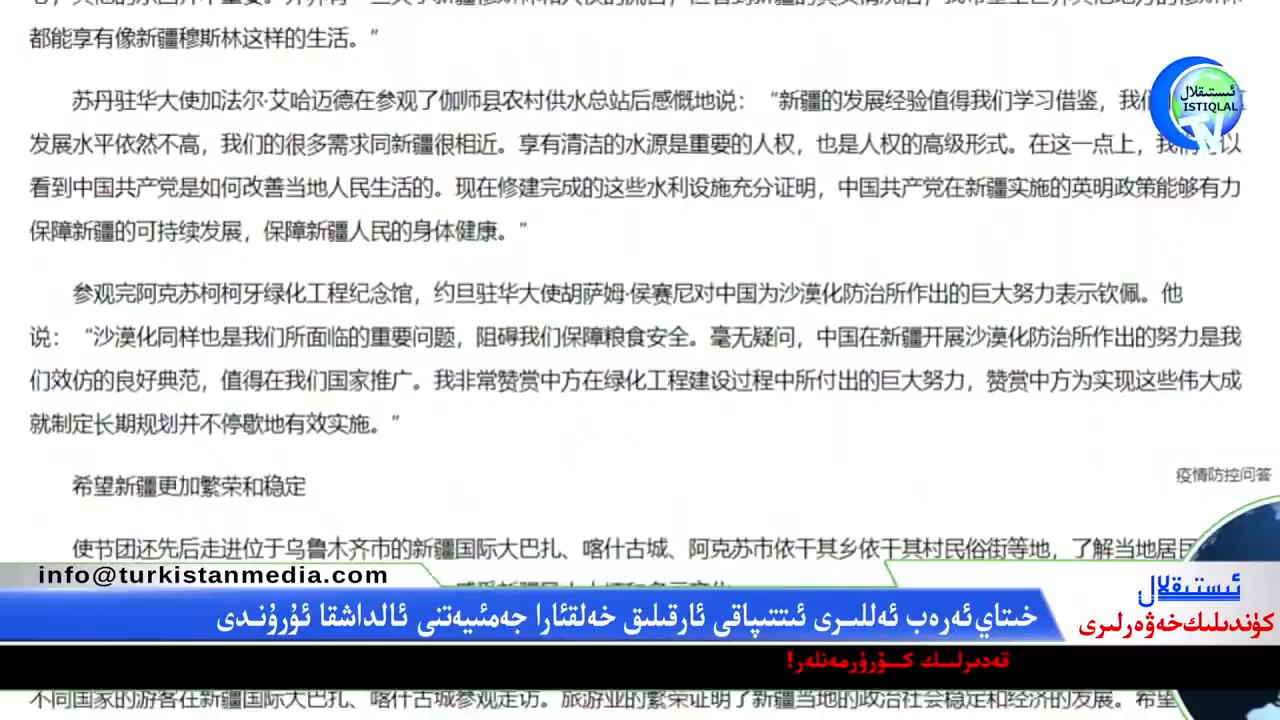 都能享有像新疆穆斯林这样的生活。”
苏丹驻华大使加法尔·艾哈迈德在参观了伽师县农村供水总站后感慨地说：“新疆的发展经验值得我们学习借鉴，我们
发展水平依然不高，我们的很多需求同新疆很相近。享有清洁的水源是重要的人权，也是人权的高级形式。在这一点上，我们可以
看到中国共产党是如何改善当地人民生活的。现在修建完成的这些水利设施充分证明，中国共产党在新疆实施的英明政策能够有力
保障新疆的可持续发展，保障新疆人民的身体健康。”
参观完阿克苏柯柯牙绿化工程纪念馆，约旦驻华大使胡萨姆·侯赛尼对中国为沙漠化防治所作出的巨大努力表示钦佩。他
说：“沙漠化同样也是我们所面临的重要问题，阻碍我们保障粮食安全。毫无疑问，中国在新疆开展沙漠化防治所作出的努力是我
们效仿的良好典范，值得在我们国家推广。我非常赞赏中方在绿化工程建设过程中所付出的巨大努力，赞赏中方为实现这些伟大成
就制定长期规划并不停歇地有效实施。”
希望新疆更加繁荣和稳定
使节团还先后走进位于乌鲁木齐市的新疆国际大巴扎、喀什古城、阿克苏市依干其乡依干其村民俗街等地，了解当地居民
不同国家的游客在新疆国际大巴扎、喀什古城参观走访。旅游业的繁荣证明了新疆当地的政治社会稳定和经济的发展。希望
疫情防控问答
ئىستىقلال
ISTIQLAL
TV
info@turkistanmedia.com
خىتاي ئەرەب ئەللىرى ئىتتىپاقى ئارقىلىق خەلقئارا جەمئىيەتنى ئالداشقا ئۇرۇندى
ئىستىقلال
كۈندىلىك خەۋەرلىرى
قەدىرلىك كۆرۈرمەنلەر!